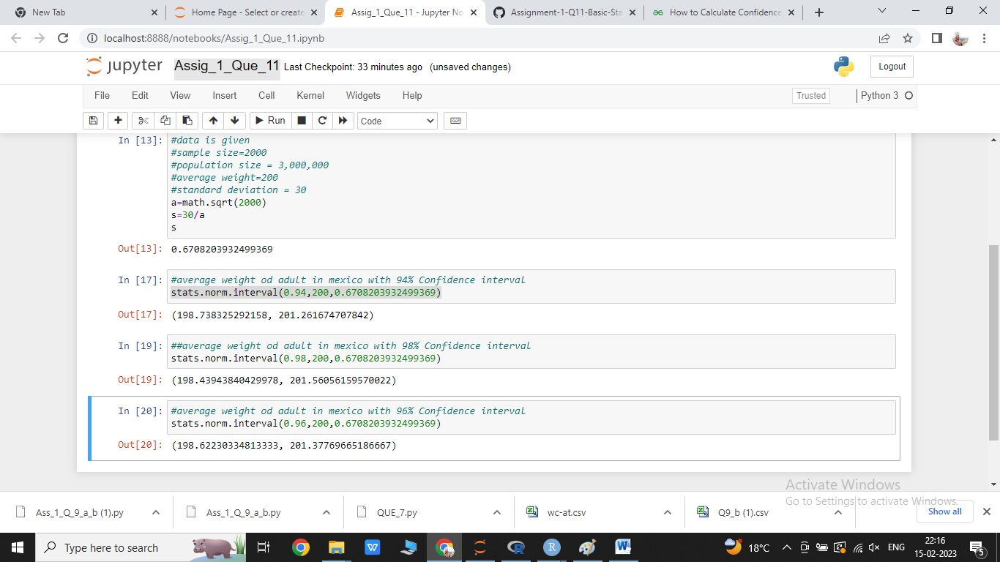 New Tab
Home Page - Select or create
Assig_1_Que_11 - Jupyter No
Assignment-1-Q11-Basic-Sta
How to Calculate Confidence
localhost:8888/notebooks/Assig_1_Que_11.ipynb
jupyter Assig_1_Que_11 Last Checkpoint: 33 minutes ago (unsaved changes)
Logout
File Edit View Insert Cell Kernel Widgets Help
Trusted
Python 3
Run
Code
In [13]: #data is given
#sample size=2000
#population size = 3,000,000
#average weight=200
#standard deviation = 30
a=math.sqrt(2000)
s=30/a
s
Out[13]: 0.6708203932499369
In [17]: #average weight od adult in mexico with 94% Confidence interval
stats.norm.interval(0.94,200,0.6708203932499369)
Out[17]: (198.738325292158, 201.261674707842)
In [19]: ##average weight od adult in mexico with 98% Confidence interval
stats.norm.interval(0.98,200,0.6708203932499369)
Out[19]: (198.43943840429978, 201.56056159570022)
In [20]: #average weight od adult in mexico with 96% Confidence interval
stats.norm.interval(0.96,200,0.6708203932499369)
Out[20]: (198.62230334813333, 201.37769665186667)
Activate Windows
Go to Settings to activate Windows.
Ass_1_Q_9_a_b (1).py
Ass_1_Q_9_a_b.py
QUE_7.py
wc-at.csv
Q9_b (1).csv
Show all
Type here to search
18°C
ENG
22:16
15-02-2023
5